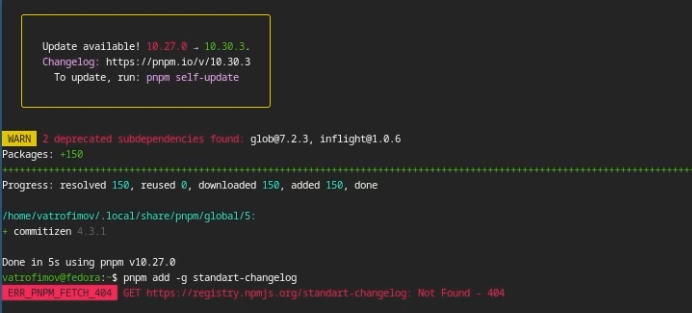 Update available! 10.27.0 → 10.30.3.
Changelog: https://pnpm.io/v/10.30.3
To update, run: pnpm self-update
WARN 2 deprecated subdependencies found: glob@7.2.3, inflight@1.0.6
Packages: +150
++++++++++++++++++++++++++++++++++++++++++++++++++++++++++++++++++++++++++++++++++++++++++++++++++++++++++++++++++
Progress: resolved 150, reused 0, downloaded 150, added 150, done
/home/vatrofimov/.local/share/pnpm/global/5:
+ commitizen 4.3.1
Done in 5s using pnpm v10.27.0
vatrofimov@fedora:~$ pnpm add -g standart-changelog
ERR_PNPM_FETCH_404 GET https://registry.npmjs.org/standart-changelog: Not Found - 404